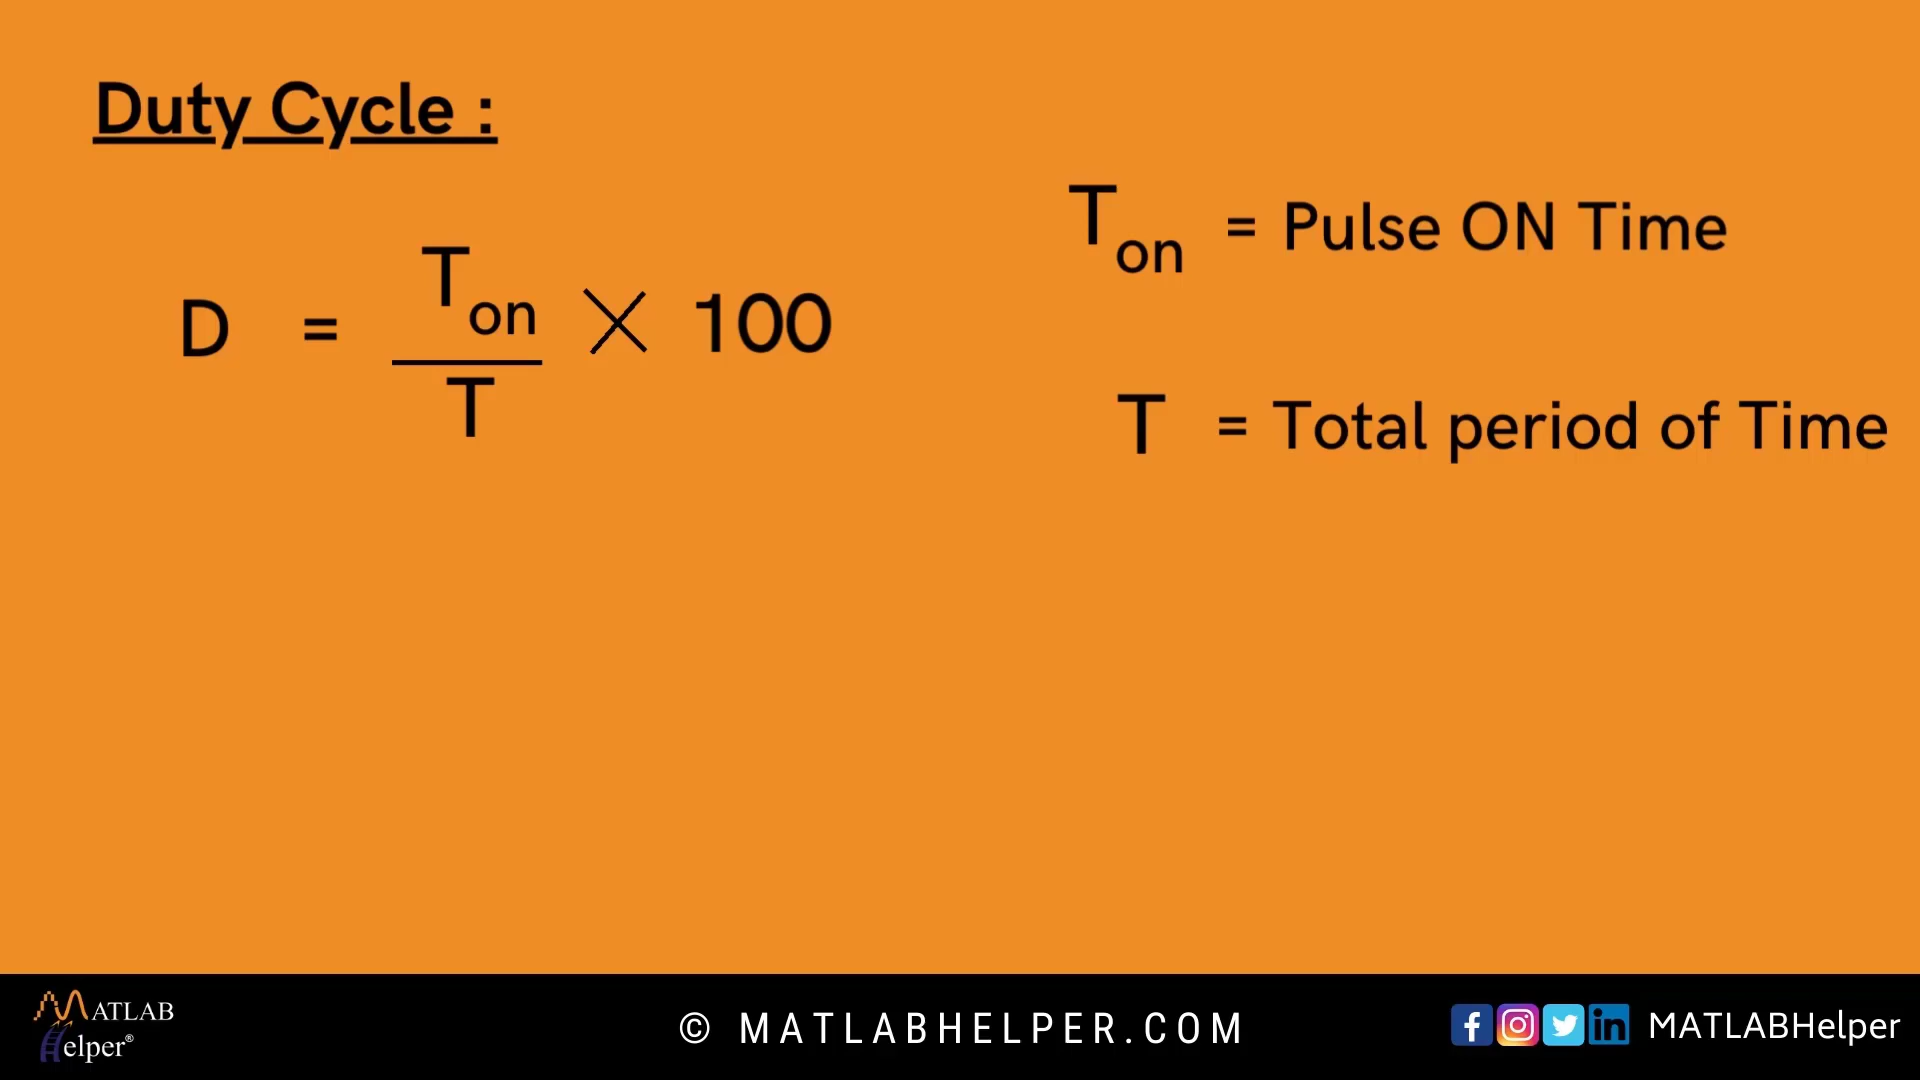 Duty Cycle :
D = Ton / T × 100
Ton = Pulse ON Time
T = Total period of Time
MATLAB
Helper®
© MATLABHELPER.COM
MATLABHelper